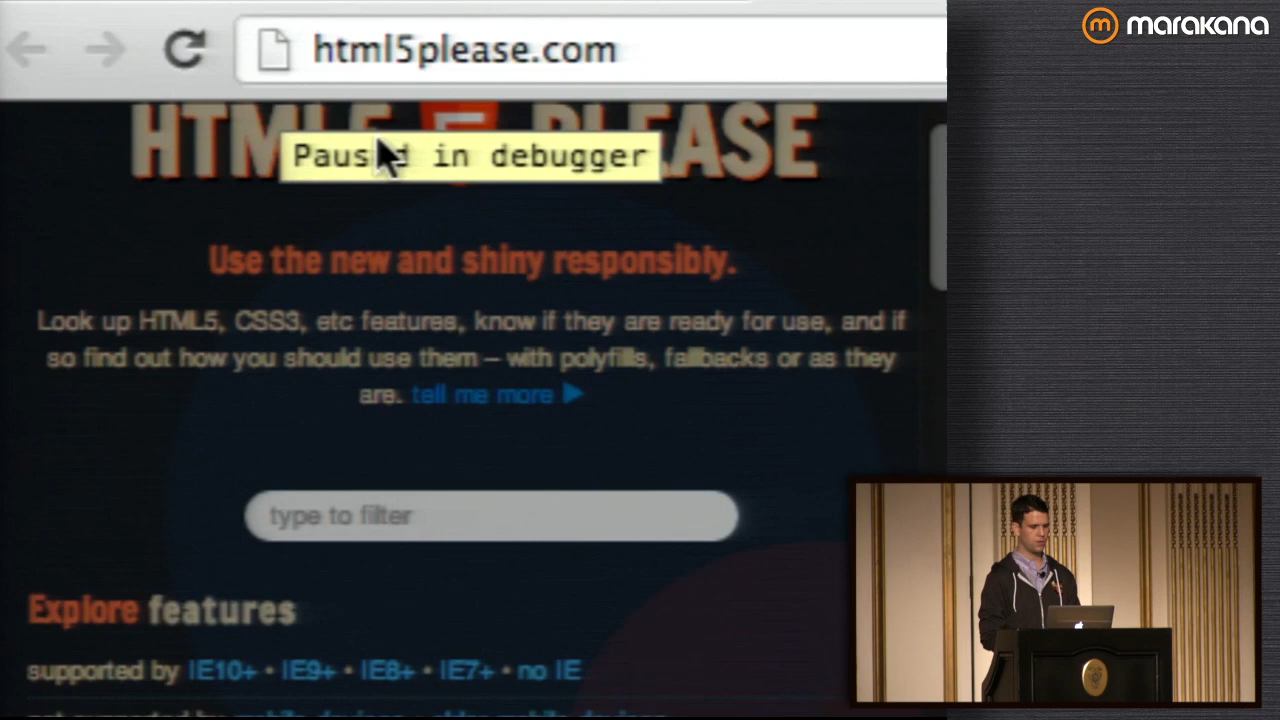 html5please.com
marakana
HTML5 PLEASE
Paused in debugger
Use the new and shiny responsibly.
Look up HTML5, CSS3, etc features, know if they are ready for use, and if
so find out how you should use them – with polyfills, fallbacks or as they
are. tell me more ▶
type to filter
Explore features
supported by IE10+ • IE9+ • IE8+ • IE7+ • no IE